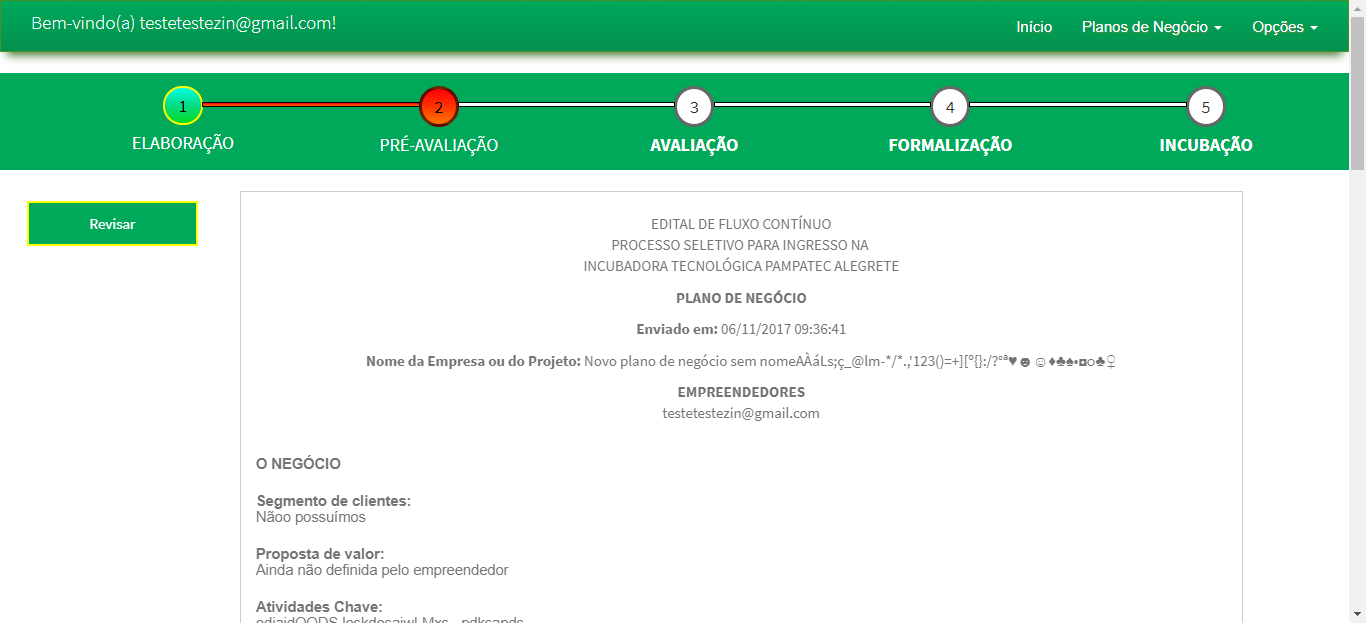 Bem-vindo(a) testetestezin@gmail.com!
Início Planos de Negócio Opções
1 2 3 4 5
ELABORAÇÃO PRÉ-AVALIAÇÃO AVALIAÇÃO FORMALIZAÇÃO INCUBAÇÃO
Revisar
EDITAL DE FLUXO CONTÍNUO
PROCESSO SELETIVO PARA INGRESSO NA
INCUBADORA TECNOLÓGICA PAMPATEC ALEGRETE
PLANO DE NEGÓCIO
Enviado em: 06/11/2017 09:36:41
Nome da Empresa ou do Projeto: Novo plano de negócio sem nomeAÀáLs;ç_@lm-*/*.,'123()=+][º{}:/?°ª♥☻☺♦♣♠•◘○♣♀
EMPREENDEDORES
testetestezin@gmail.com
O NEGÓCIO
Segmento de clientes:
Nãoo possuímos
Proposta de valor:
Ainda não definida pelo empreendedor
Atividades Chave: